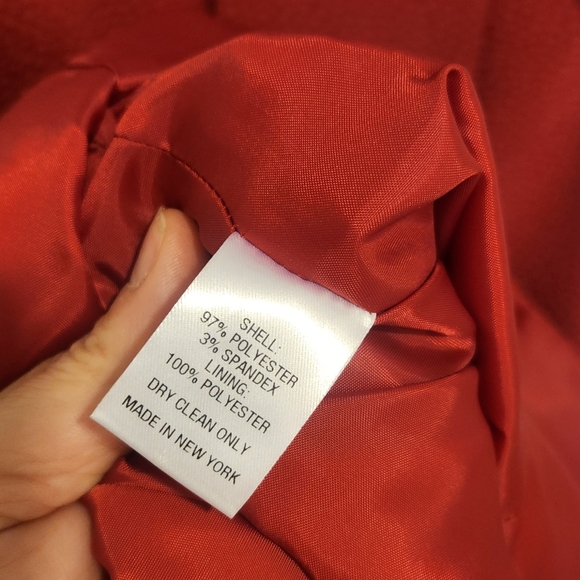 SHELL:
97% POLYESTER
3% SPANDEX
LINING:
100% POLYESTER
DRY CLEAN ONLY
MADE IN NEW YORK